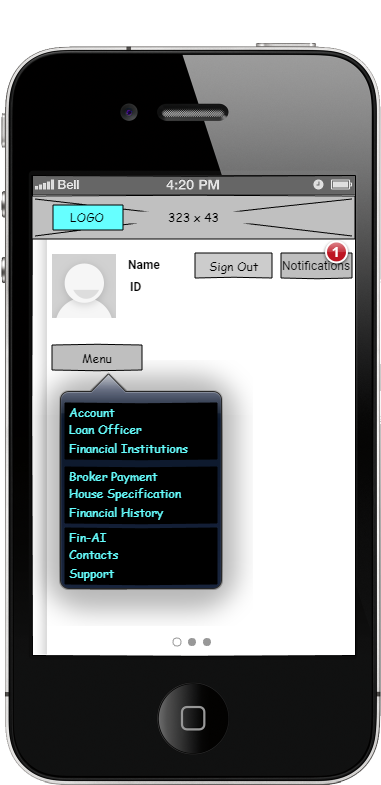 Bell 4:20 PM
LOGO 323 x 43
1
Name Sign Out Notifications
ID
Menu
Account
Loan Officer
Financial Institutions
Broker Payment
House Specification
Financial History
Fin-AI
Contacts
Support